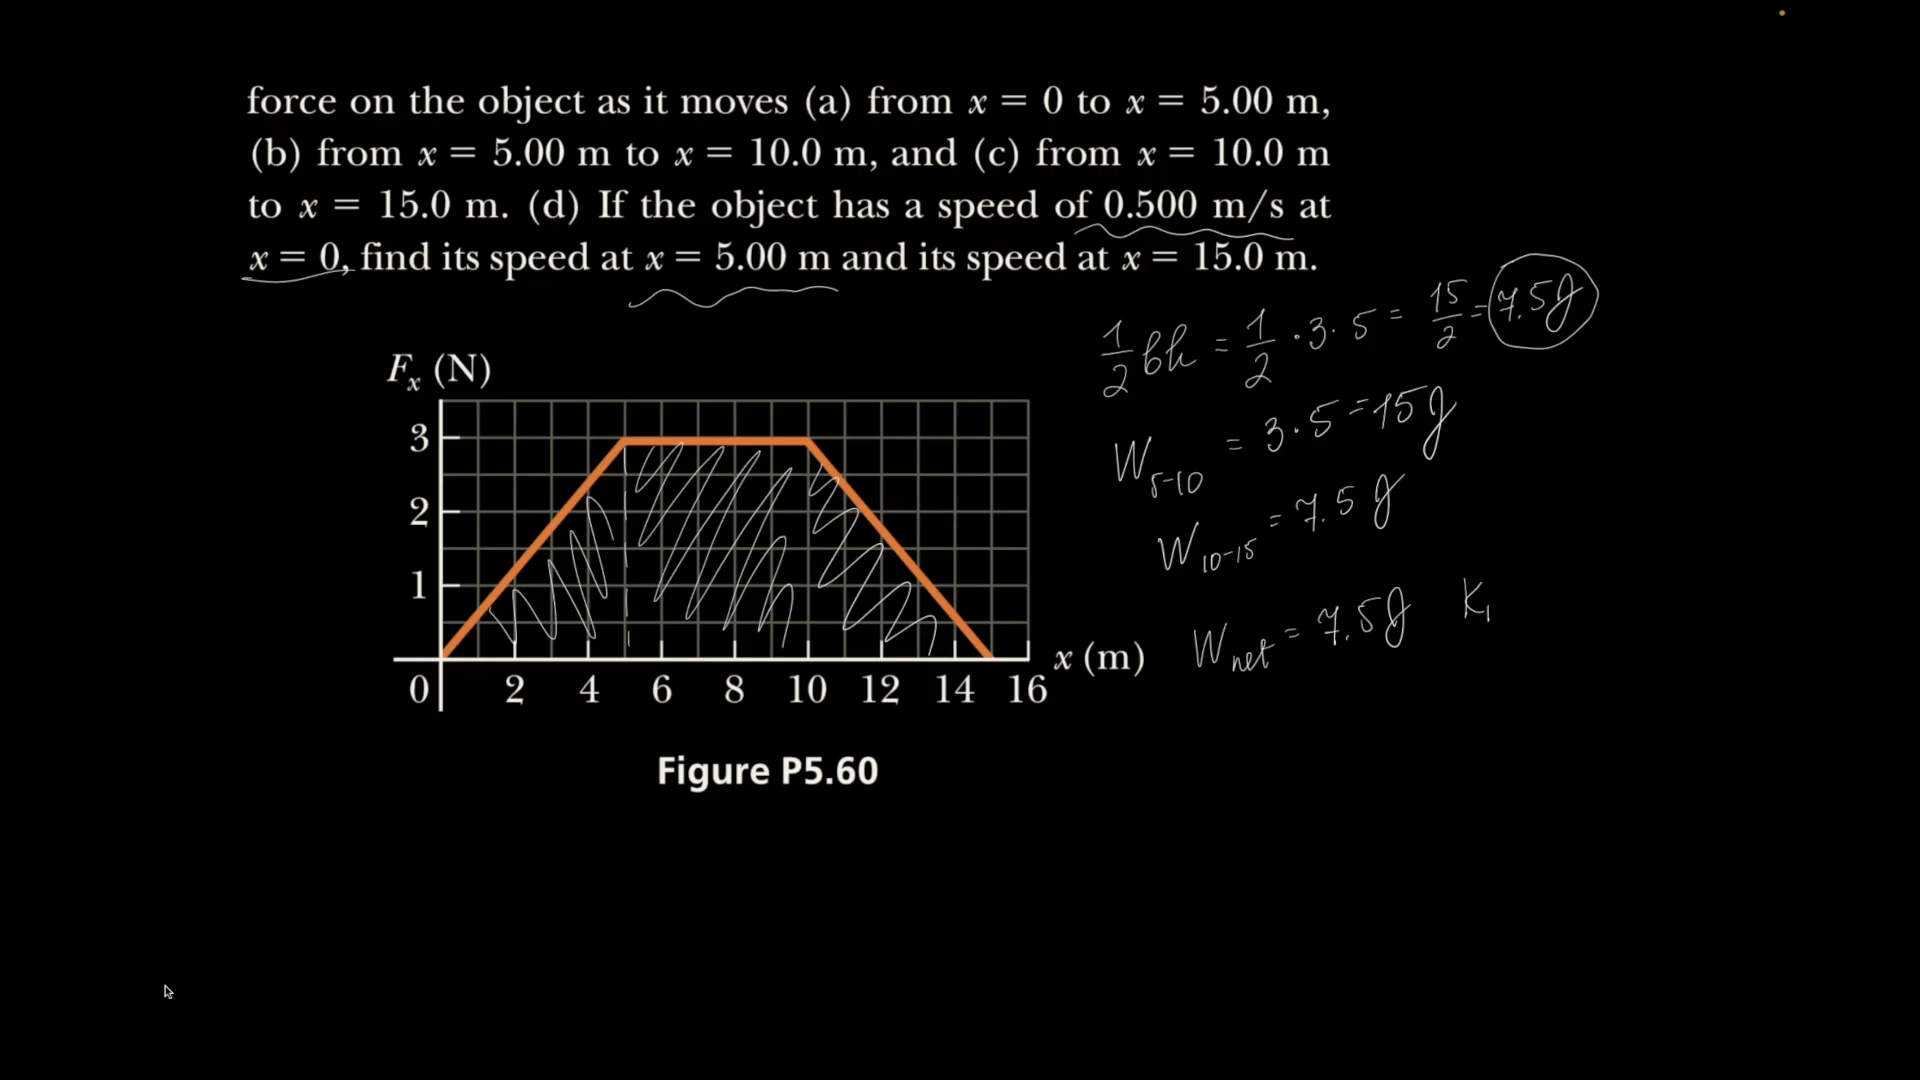 force on the object as it moves (a) from x = 0 to x = 5.00 m,
(b) from x = 5.00 m to x = 10.0 m, and (c) from x = 10.0 m
to x = 15.0 m. (d) If the object has a speed of 0.500 m/s at
x = 0, find its speed at x = 5.00 m and its speed at x = 15.0 m.
1/2 bh = 1/2 · 3 · 5 = 15/2 = 7.5 J
W5-10 = 3 · 5 = 15 J
W10-15 = 7.5 J
Wnet = 7.5 J K1
Fx (N)
3
2
1
0 2 4 6 8 10 12 14 16
x (m)
Figure P5.60